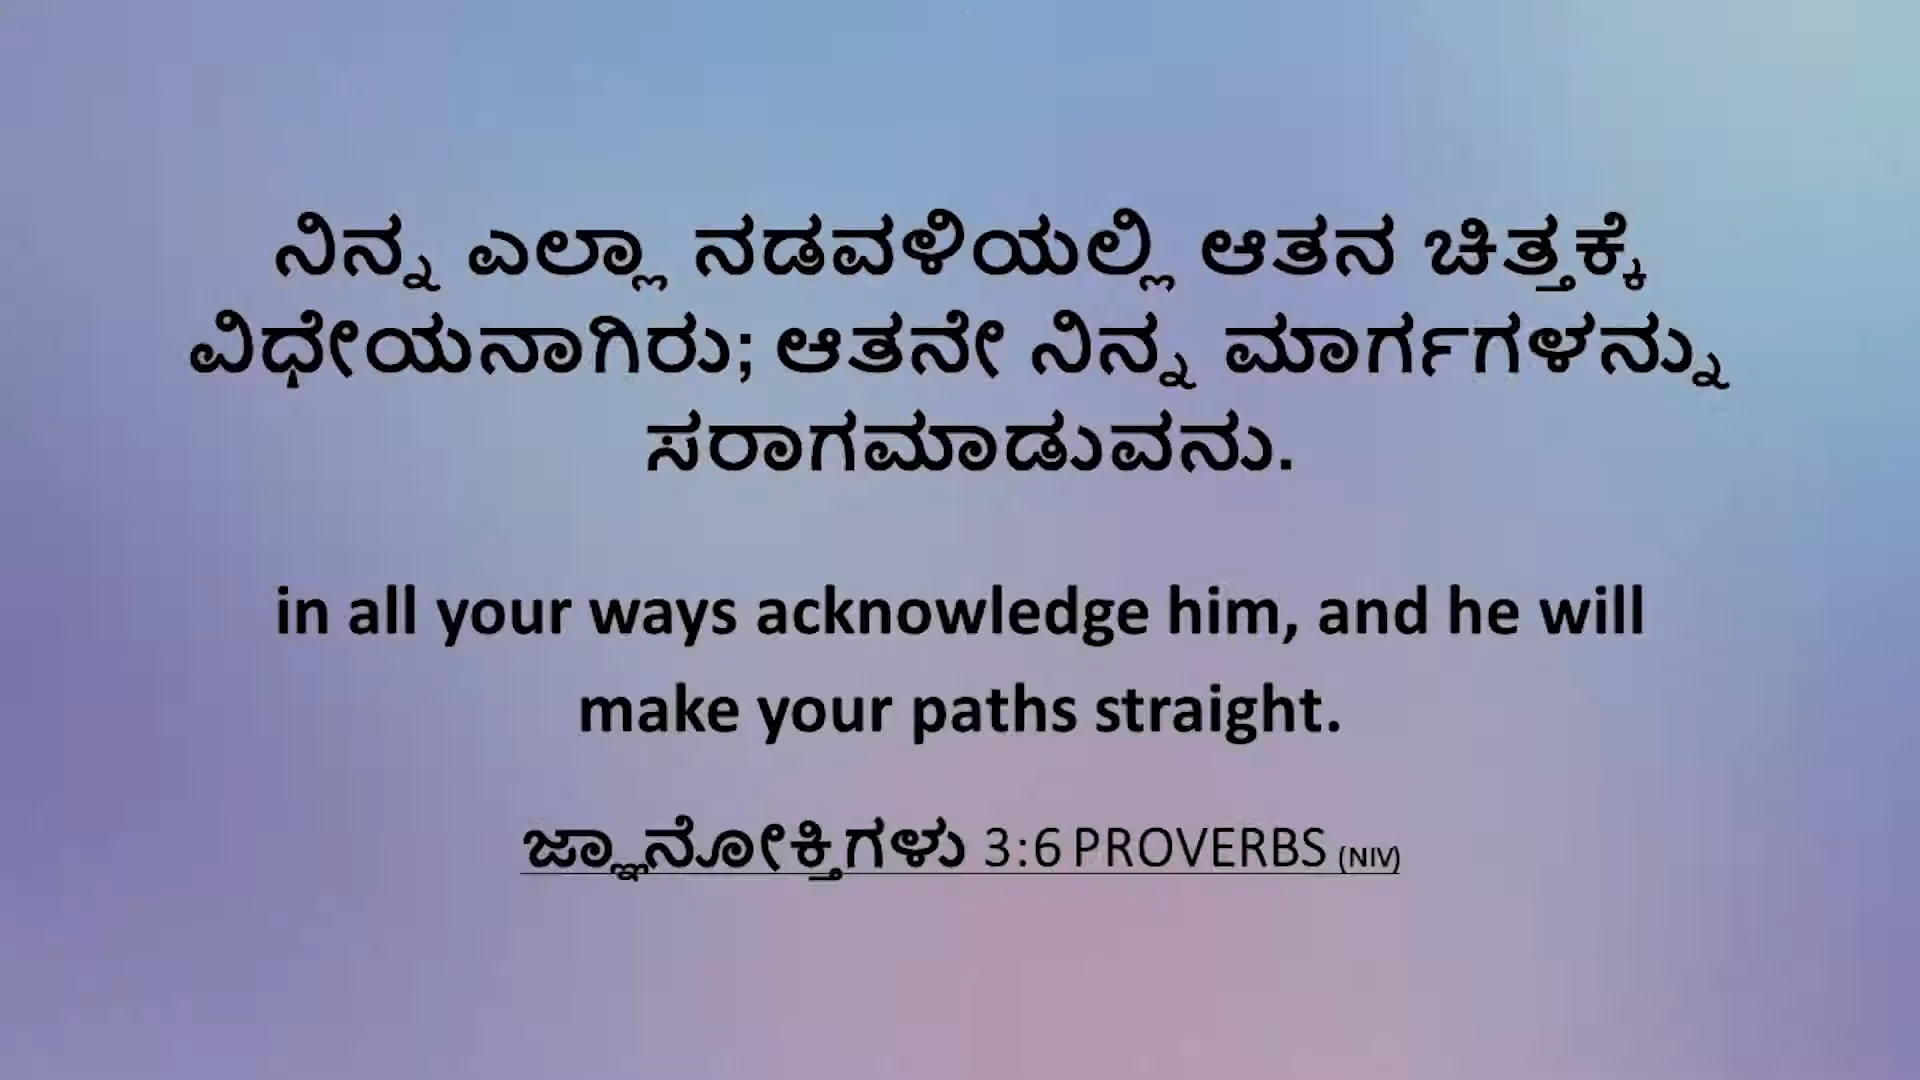 ನಿನ್ನ ಎಲ್ಲಾ ನಡವಳಿಯಲ್ಲಿ ಆತನ ಚಿತ್ತಕ್ಕೆ
ವಿಧೇಯನಾಗಿರು; ಆತನೇ ನಿನ್ನ ಮಾರ್ಗಗಳನ್ನು
ಸರಾಗಮಾಡುವನು.
in all your ways acknowledge him, and he will
make your paths straight.
ಜ್ಞಾನೋಕ್ತಿಗಳು 3:6 PROVERBS (NIV)